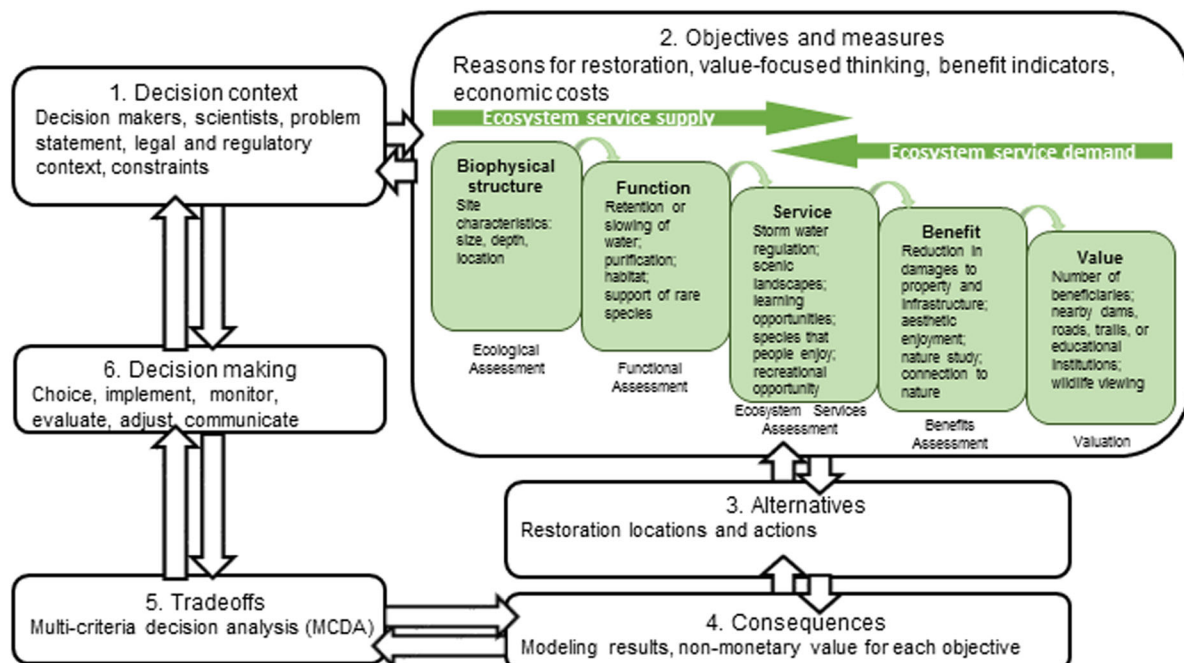 1. Decision context
Decision makers, scientists, problem
statement, legal and regulatory
context, constraints
2. Objectives and measures
Reasons for restoration, value-focused thinking, benefit indicators,
economic costs
Ecosystem service supply
Ecosystem service demand
Biophysical
structure
Site
characteristics:
size, depth,
location
Ecological
Assessment
Function
Retention or
slowing of
water;
purification;
habitat;
support of rare
species
Functional
Assessment
Service
Storm water
regulation;
scenic
landscapes;
learning
opportunities;
species that
people enjoy;
recreational
opportunity
Ecosystem Services
Assessment
Benefit
Reduction in
damages to
property and
infrastructure;
aesthetic
enjoyment;
nature study;
connection to
nature
Benefits
Assessment
Value
Number of
beneficiaries;
nearby dams,
roads, trails, or
educational
institutions;
wildlife viewing
Valuation
3. Alternatives
Restoration locations and actions
4. Consequences
Modeling results, non-monetary value for each objective
5. Tradeoffs
Multi-criteria decision analysis (MCDA)
6. Decision making
Choice, implement, monitor,
evaluate, adjust, communicate